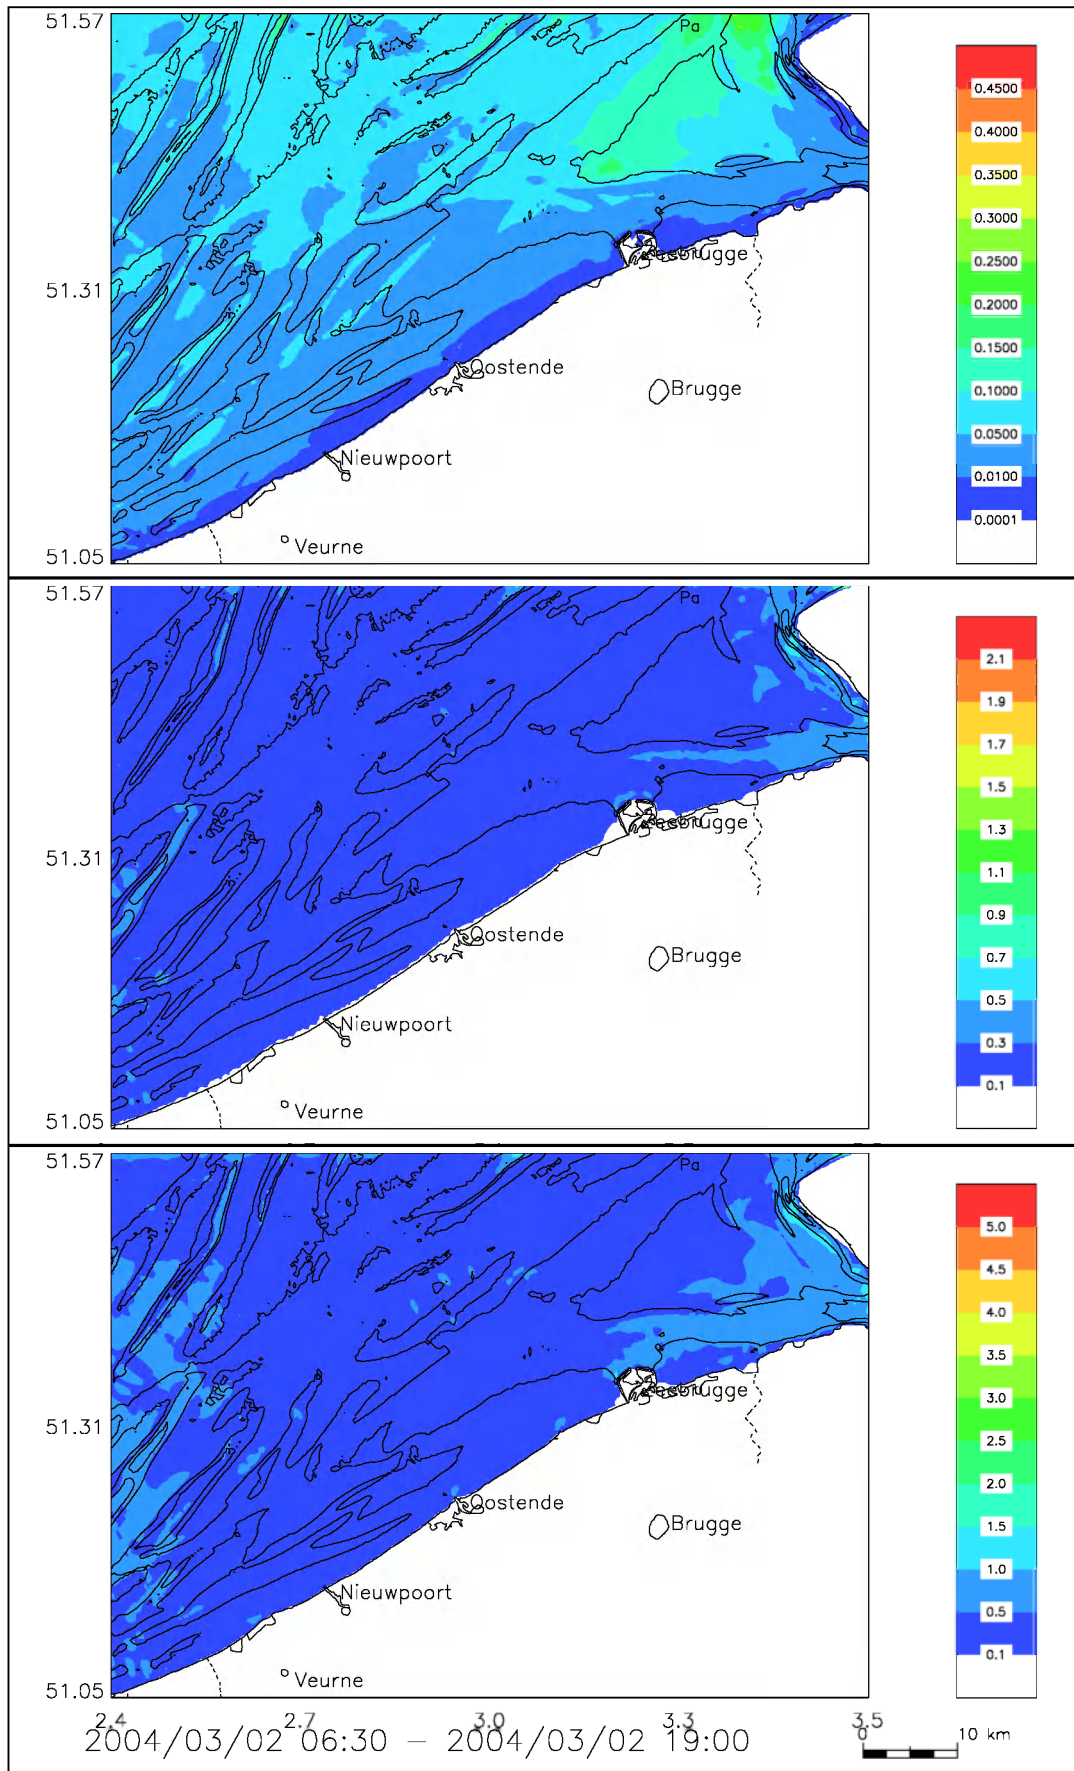 51.57
Pa
0.4500
0.4000
0.3500
0.3000
0.2500
0.2000
0.1500
0.1000
0.0500
0.0100
0.0001
51.31
Oostende
Brugge
Nieuwpoort
Veurne
51.05
51.57
Pa
2.1
1.9
1.7
1.5
1.3
1.1
0.9
0.7
0.5
0.3
0.1
51.31
Oostende
Brugge
Nieuwpoort
Veurne
51.05
51.57
Pa
5.0
4.5
4.0
3.5
3.0
2.5
2.0
1.5
1.0
0.5
0.1
51.31
Oostende
Brugge
Nieuwpoort
Veurne
51.05
2.4 2.7 3.0 3.3 3.5
2004/03/02 06:30 – 2004/03/02 19:00
0 10 km